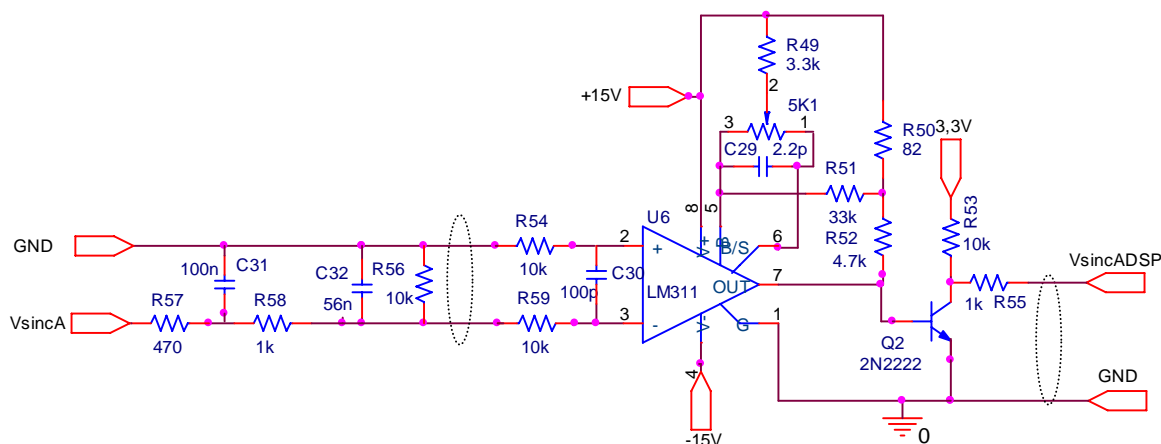 R49
3.3k
2
+15V
5K1
3
1
C29
2.2p
R50
82
3,3V
R51
33k
8
5
U6
R53
10k
GND
R54
10k
2
+
V+
B
B/S
6
R52
4.7k
100n
C31
C32
56n
R56
10k
C30
100p
LM311
OUT
7
VsincADSP
1k
R55
R57
470
R58
1k
VsincA
R59
10k
3
-
V-
G
1
Q2
2N2222
4
-15V
GND
0